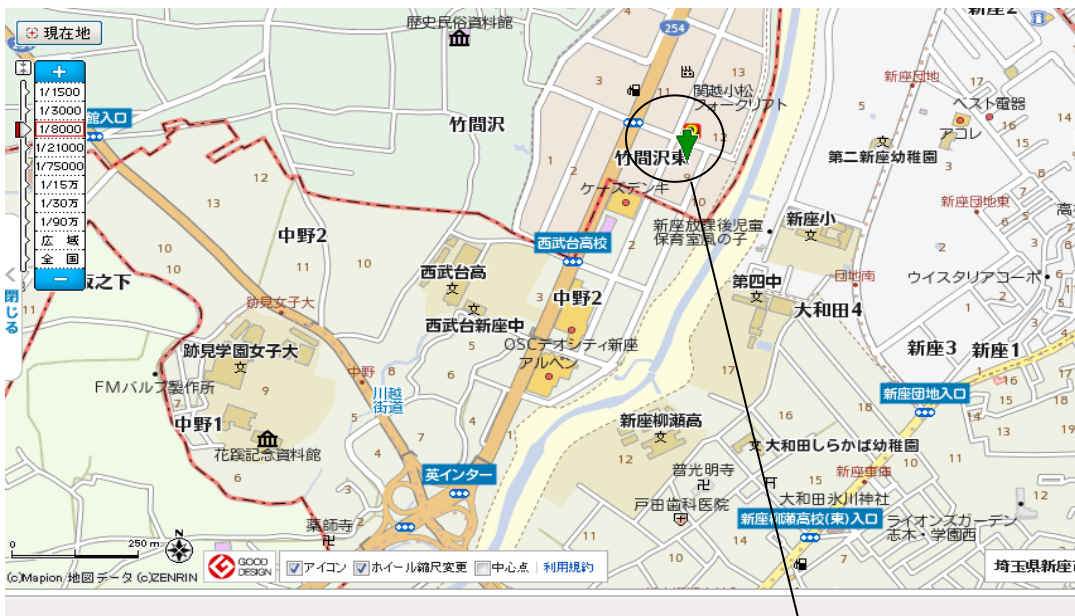 現在地
1/1500
1/3000
1/8000
1/21000
1/75000
1/15万
1/30万
1/90万
広 域
全 国
閉じる
館入口
歴史民俗資料館
254
竹間沢
関越小松
フォークリフト
竹間沢東
ケーズデンキ
新座放課後児童
保育室風の子
新座小
第二新座幼稚園
新座団地
ベスト電器
アコレ
新座2
新座団地東
西武台高校
中野2
西武台高
西武台新座中
中野2
OSCデオシティ新座
アルペン
坂之下
跡見女子大
跡見学園女子大
FMバルブ製作所
中野
川越
街道
中野1
花蹊記念資料館
薬師寺
英インター
第四中
団地南
ウイスタリアコーポ
大和田4
新座3
新座1
新座団地入口
新座柳瀬高
大和田しらかば幼稚園
普光明寺
戸田歯科医院
新座車庫
大和田氷川神社
新座柳瀬高校(東)入口
ライオンズガーデン
志木・学園西
0 250 m
N
(c)Mapion 地図データ (c)ZENRIN
GOOD
DESIGN
アイコン ホイール縮尺変更 中心点 | 利用規約
埼玉県新座